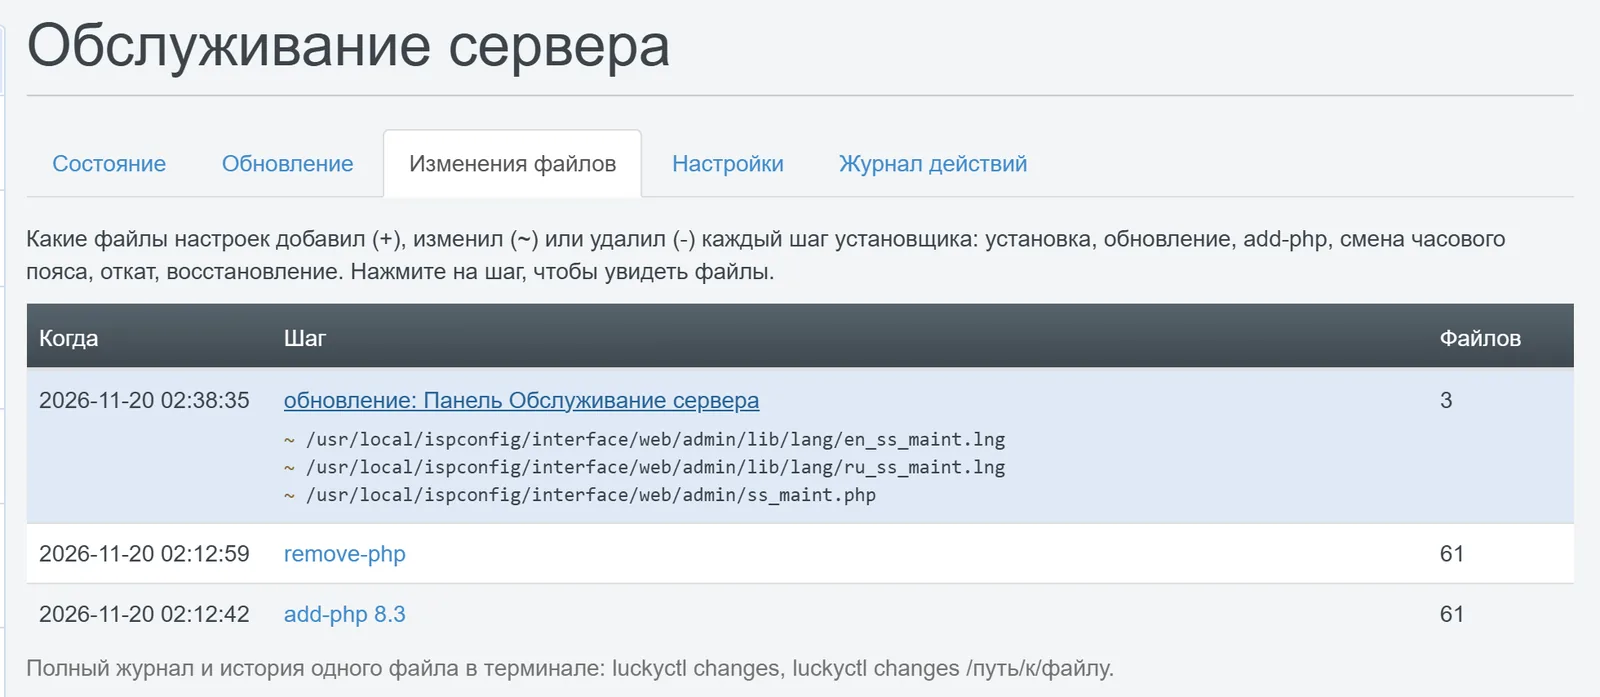 Обслуживание сервера
Состояние
Обновление
Изменения файлов
Настройки
Журнал действий
Какие файлы настроек добавил (+), изменил (~) или удалил (-) каждый шаг установщика: установка, обновление, add-php, смена часового
пояса, откат, восстановление. Нажмите на шаг, чтобы увидеть файлы.
Когда Шаг Файлов
2026-11-20 02:38:35 обновление: Панель Обслуживание сервера 3
~ /usr/local/ispconfig/interface/web/admin/lib/lang/en_ss_maint.lng
~ /usr/local/ispconfig/interface/web/admin/lib/lang/ru_ss_maint.lng
~ /usr/local/ispconfig/interface/web/admin/ss_maint.php
2026-11-20 02:12:59 remove-php 61
2026-11-20 02:12:42 add-php 8.3 61
Полный журнал и история одного файла в терминале: luckyctl changes, luckyctl changes /путь/к/файлу.